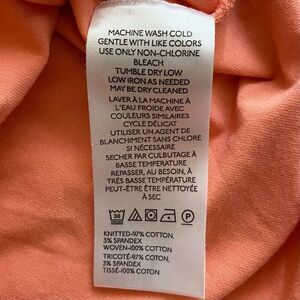 MACHINE WASH COLD
GENTLE WITH LIKE COLORS
USE ONLY NON-CHLORINE
BLEACH
TUMBLE DRY LOW
LOW IRON AS NEEDED
MAY BE DRY CLEANED
LAVER À LA MACHINE À
L'EAU FROIDE AVEC
COULEURS SIMILAIRES
CYCLE DÉLICAT
UTILISER UN AGENT DE
BLANCHIMENT SANS CHLORE
SI NÉCESSAIRE
SECHER PAR CULBUTAGE À
BASSE TEMPÉRATURE
REPASSER, AU BESOIN, À
TRÉS BASSE TEMPÉRATURE
PEUT-ÊTRE ÊTRE NETTOYÉE
À SEC
30 P
KNITTED-97% COTTON,
3% SPANDEX
WOVEN-100% COTTON
TRICOTÉ-97% COTON,
3% SPANDEX
TISSÉ-100% COTON